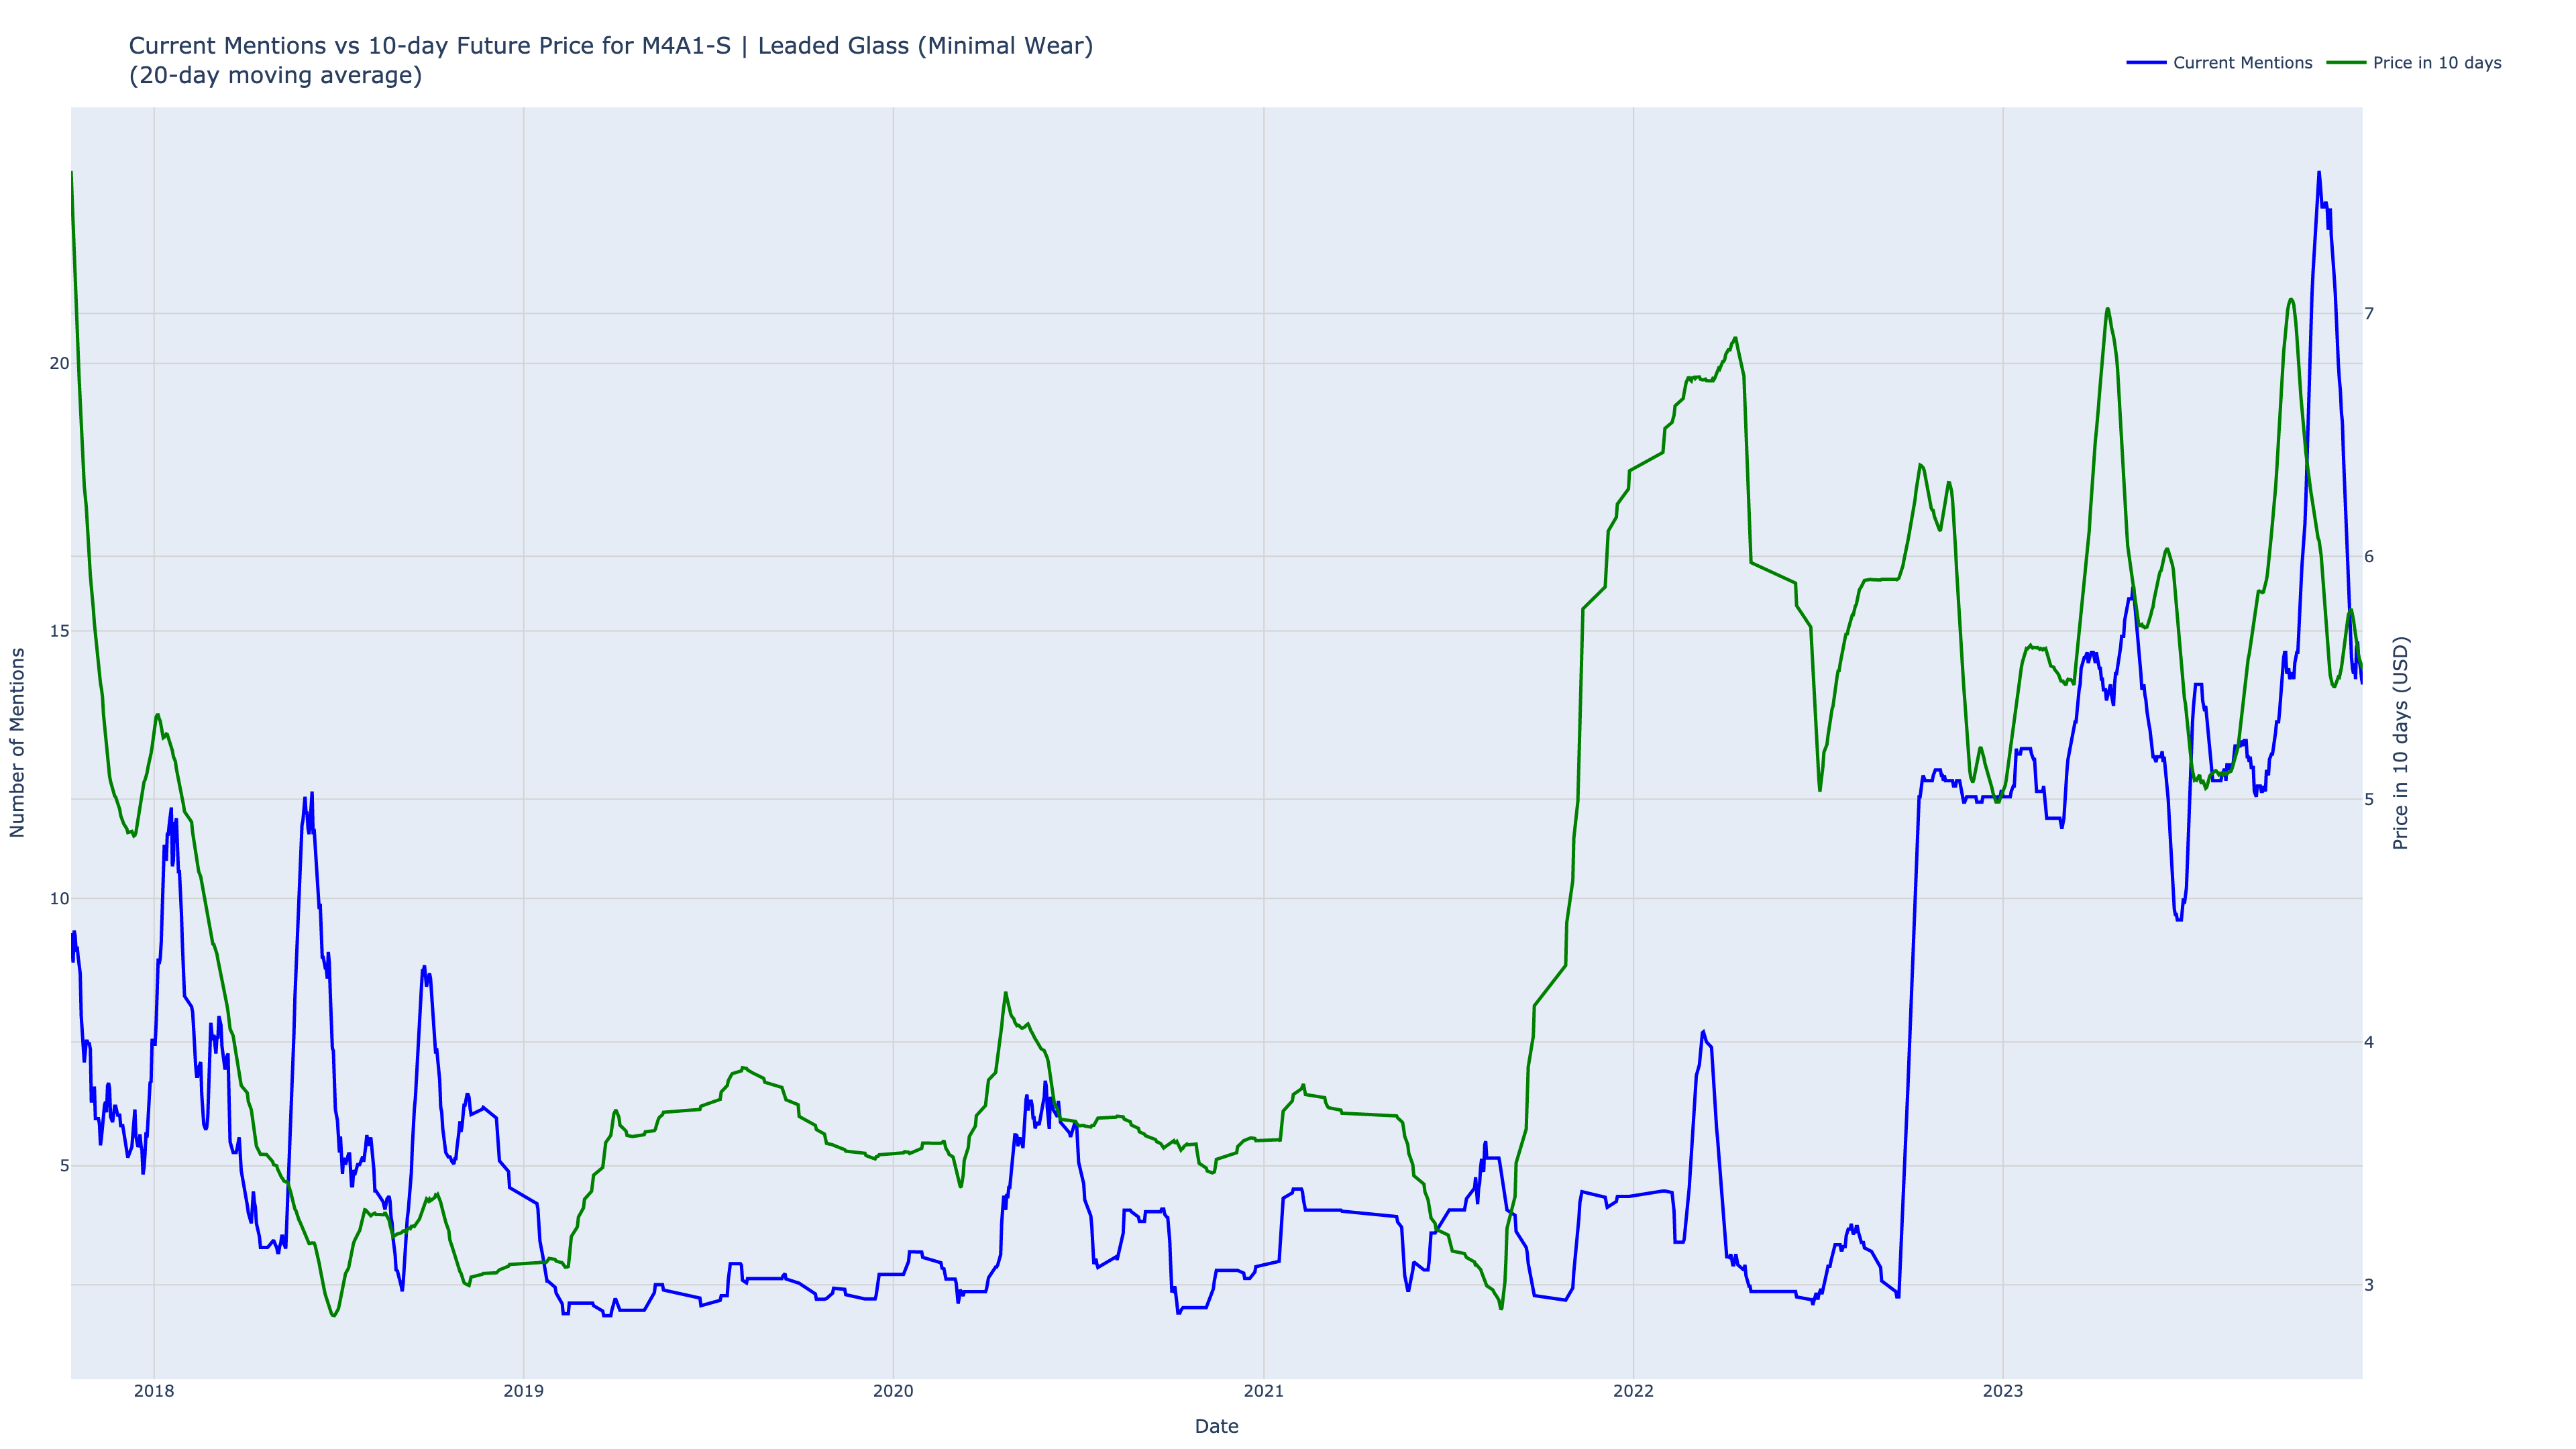 Current Mentions vs 10-day Future Price for M4A1-S | Leaded Glass (Minimal Wear)
(20-day moving average)
Current Mentions
Price in 10 days
20
15
10
5
Number of Mentions
7
6
5
4
3
Price in 10 days (USD)
2018
2019
2020
2021
2022
2023
Date